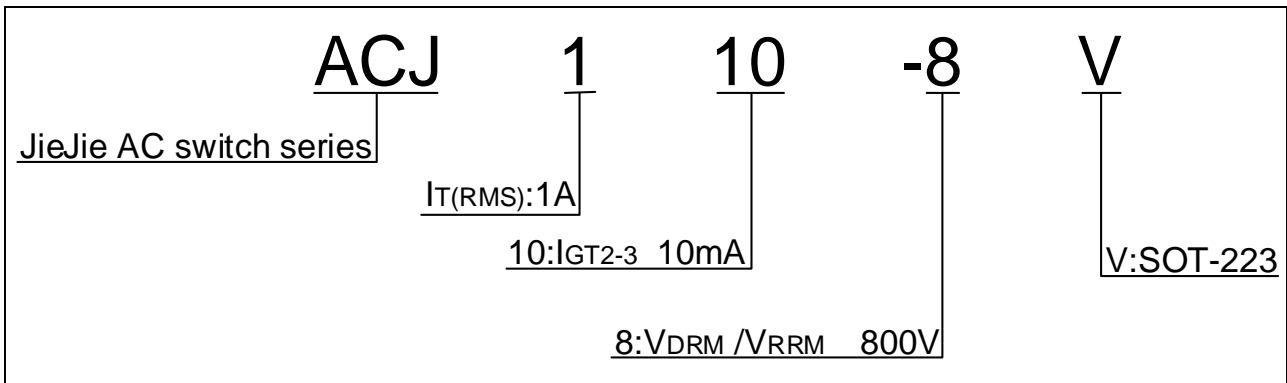 ACJ 1 10 -8 V
JieJie AC switch series
IT(RMS):1A
10:IGT2-3 10mA
V:SOT-223
8:VDRM /VRRM 800V